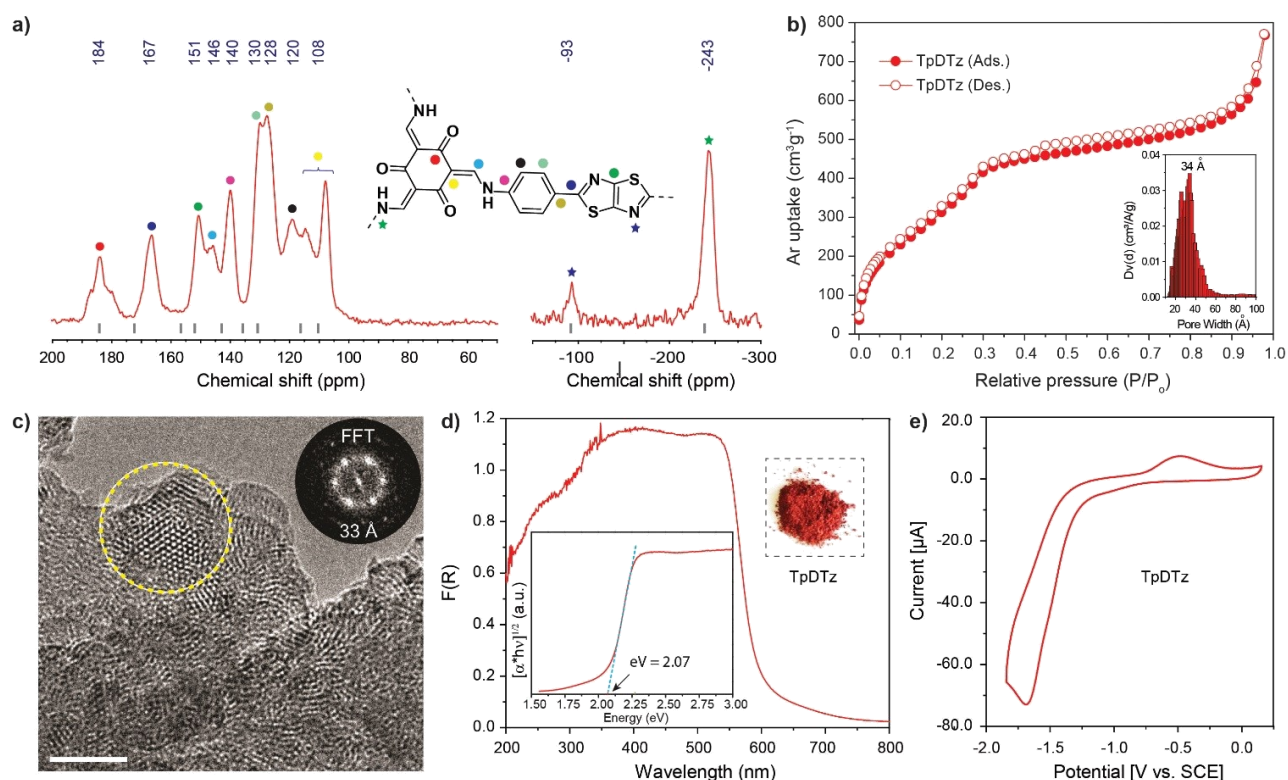 a)
184
167
151
146
140
130
128
120
108
-93
-243
NH
O
O
O
NH
N
H
N
S
S
N
200
180
160
140
120
100
80
60
-100
-200
-300
Chemical shift (ppm)
Chemical shift (ppm)
b)
800
700
600
500
400
300
200
100
0
Ar uptake (cm³g⁻¹)
TpDTz (Ads.)
TpDTz (Des.)
34 Å
0.04
0.03
0.02
0.01
0.00
Dv(d) (cm³/Å/g)
20 40 60 80 100
Pore Width (Å)
0.0 0.1 0.2 0.3 0.4 0.5 0.6 0.7 0.8 0.9 1.0
Relative pressure (P/Pₒ)
c)
FFT
33 Å
d)
1.2
1.0
0.8
0.6
0.4
0.2
0.0
F(R)
TpDTz
[α*hν]^1/2 (a.u.)
eV = 2.07
1.50 1.75 2.00 2.25 2.50 2.75 3.00
Energy (eV)
200 300 400 500 600 700 800
Wavelength (nm)
e)
20.0
0.0
-20.0
-40.0
-60.0
-80.0
Current [µA]
TpDTz
-2.0 -1.5 -1.0 -0.5 0.0
Potential [V vs. SCE]